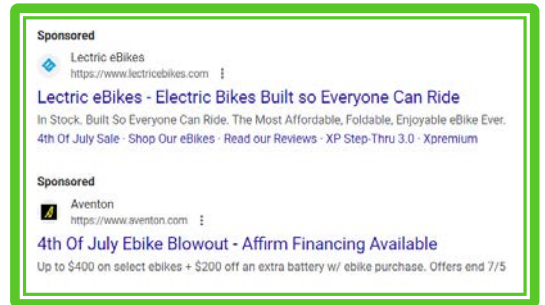 Sponsored
Lectric eBikes
https://www.lectricebikes.com
Lectric eBikes - Electric Bikes Built so Everyone Can Ride
In Stock. Built So Everyone Can Ride. The Most Affordable, Foldable, Enjoyable eBike Ever.
4th Of July Sale · Shop Our eBikes · Read our Reviews · XP Step-Thru 3.0 · Xpremium
Sponsored
Aventon
https://www.aventon.com
4th Of July Ebike Blowout - Affirm Financing Available
Up to $400 on select ebikes + $200 off an extra battery w/ ebike purchase. Offers end 7/5